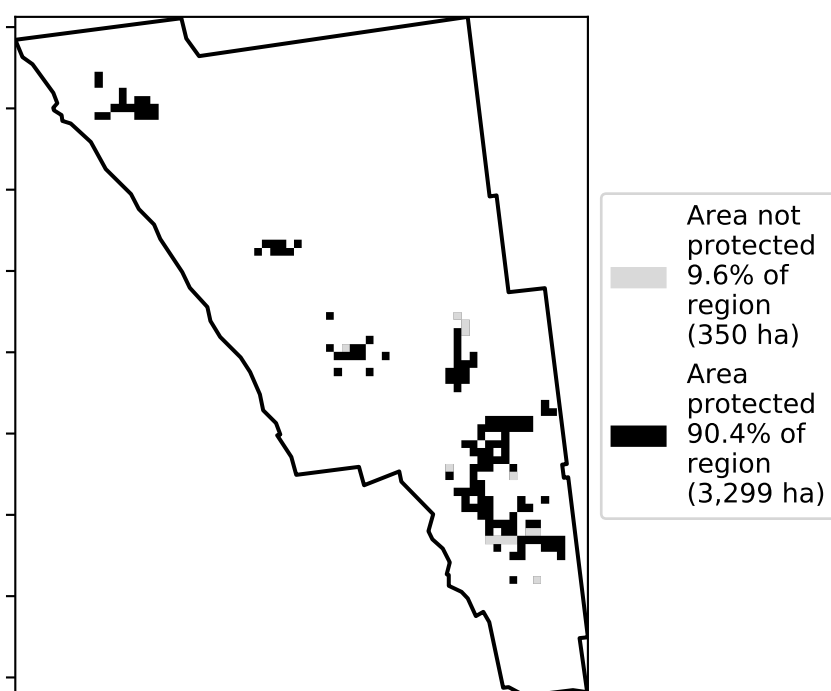 Area not
protected
9.6% of
region
(350 ha)
Area
protected
90.4% of
region
(3,299 ha)